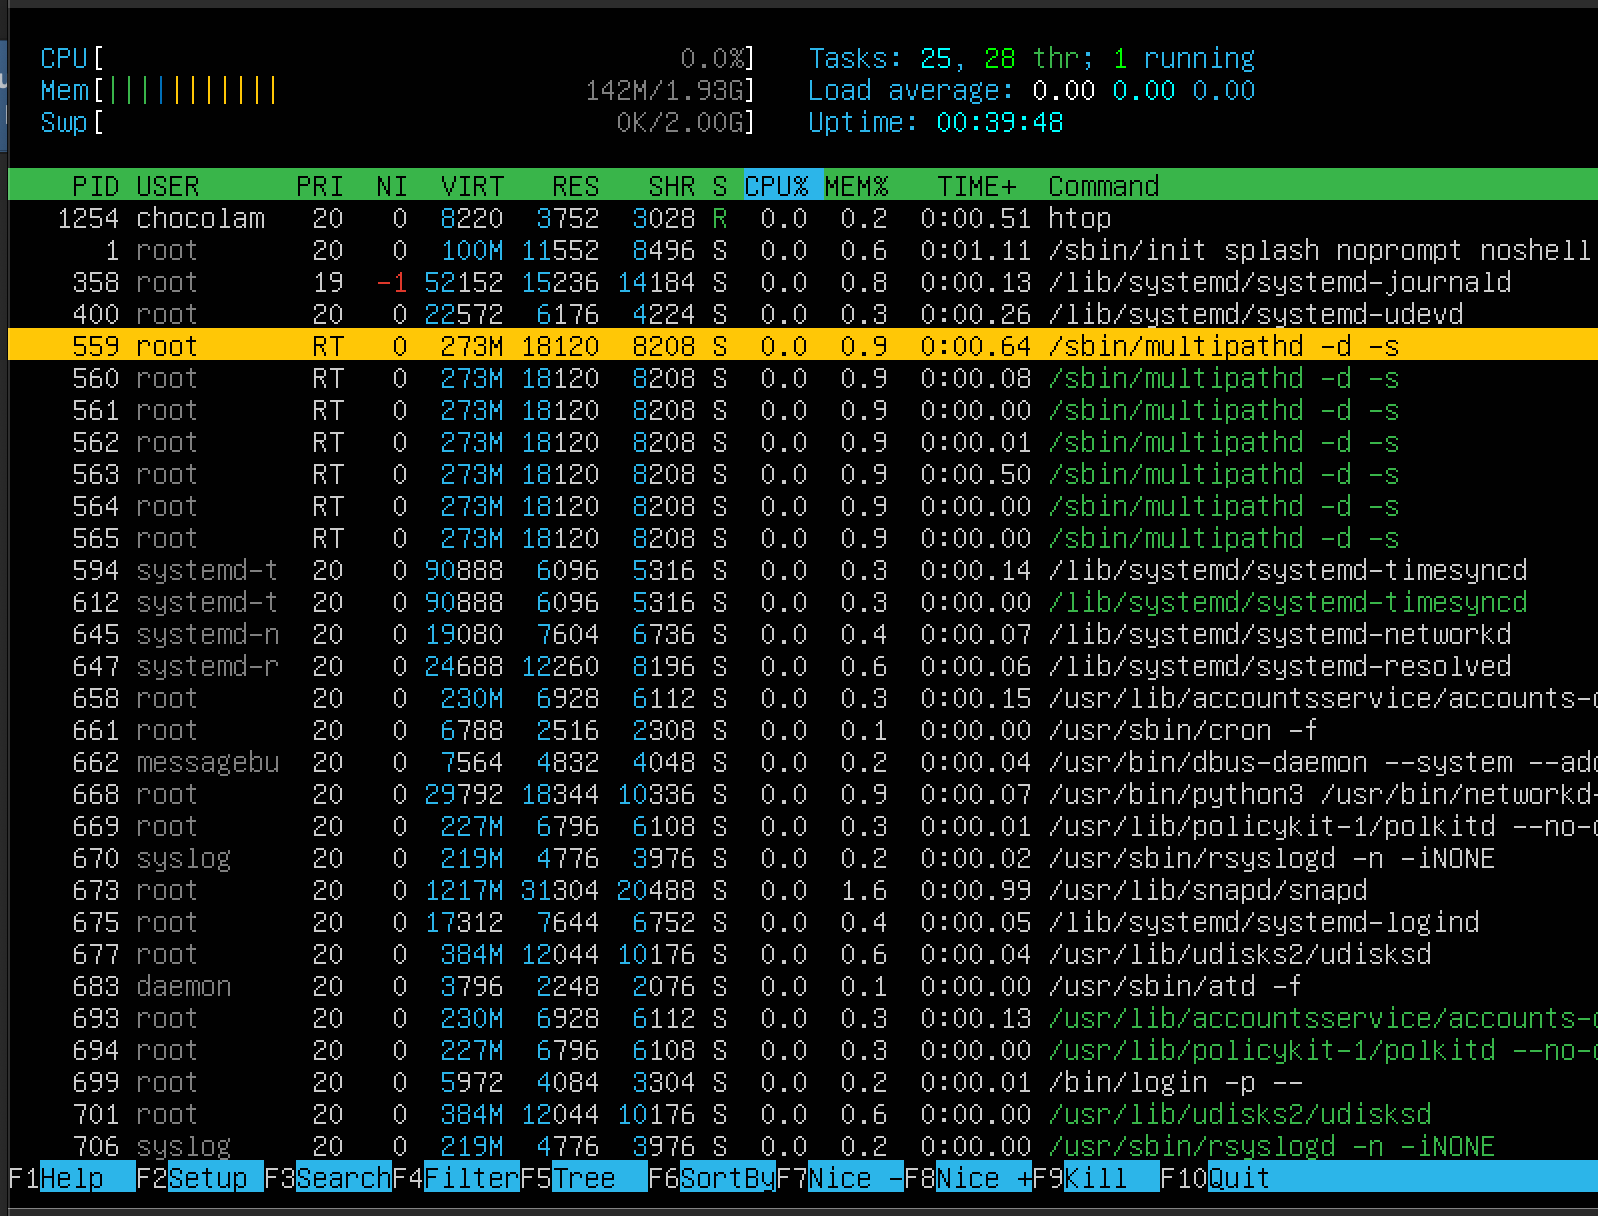 CPU[ 0.0%] Tasks: 25, 28 thr; 1 running
Mem[||||||||||| 142M/1.93G] Load average: 0.00 0.00 0.00
Swp[ 0K/2.00G] Uptime: 00:39:48
PID USER PRI NI VIRT RES SHR S CPU% MEM% TIME+ Command
1254 chocolam 20 0 8220 3752 3028 R 0.0 0.2 0:00.51 htop
1 root 20 0 100M 11552 8496 S 0.0 0.6 0:01.11 /sbin/init splash noprompt noshell
358 root 19 -1 52152 15236 14184 S 0.0 0.8 0:00.13 /lib/systemd/systemd-journald
400 root 20 0 22572 6176 4224 S 0.0 0.3 0:00.26 /lib/systemd/systemd-udevd
559 root RT 0 273M 18120 8208 S 0.0 0.9 0:00.64 /sbin/multipathd -d -s
560 root RT 0 273M 18120 8208 S 0.0 0.9 0:00.08 /sbin/multipathd -d -s
561 root RT 0 273M 18120 8208 S 0.0 0.9 0:00.00 /sbin/multipathd -d -s
562 root RT 0 273M 18120 8208 S 0.0 0.9 0:00.01 /sbin/multipathd -d -s
563 root RT 0 273M 18120 8208 S 0.0 0.9 0:00.50 /sbin/multipathd -d -s
564 root RT 0 273M 18120 8208 S 0.0 0.9 0:00.00 /sbin/multipathd -d -s
565 root RT 0 273M 18120 8208 S 0.0 0.9 0:00.00 /sbin/multipathd -d -s
594 systemd-t 20 0 90888 6096 5316 S 0.0 0.3 0:00.14 /lib/systemd/systemd-timesyncd
612 systemd-t 20 0 90888 6096 5316 S 0.0 0.3 0:00.00 /lib/systemd/systemd-timesyncd
645 systemd-n 20 0 19080 7604 6736 S 0.0 0.4 0:00.07 /lib/systemd/systemd-networkd
647 systemd-r 20 0 24688 12260 8196 S 0.0 0.6 0:00.06 /lib/systemd/systemd-resolved
658 root 20 0 230M 6928 6112 S 0.0 0.3 0:00.15 /usr/lib/accountsservice/accounts-
661 root 20 0 6788 2516 2308 S 0.0 0.1 0:00.00 /usr/sbin/cron -f
662 messagebu 20 0 7564 4832 4048 S 0.0 0.2 0:00.04 /usr/bin/dbus-daemon --system --add
668 root 20 0 29792 18344 10336 S 0.0 0.9 0:00.07 /usr/bin/python3 /usr/bin/networkd-
669 root 20 0 227M 6796 6108 S 0.0 0.3 0:00.01 /usr/lib/policykit-1/polkitd --no-
670 syslog 20 0 219M 4776 3976 S 0.0 0.2 0:00.02 /usr/sbin/rsyslogd -n -iNONE
673 root 20 0 1217M 31304 20488 S 0.0 1.6 0:00.99 /usr/lib/snapd/snapd
675 root 20 0 17312 7644 6752 S 0.0 0.4 0:00.05 /lib/systemd/systemd-logind
677 root 20 0 384M 12044 10176 S 0.0 0.6 0:00.04 /usr/lib/udisks2/udisksd
683 daemon 20 0 3796 2248 2076 S 0.0 0.1 0:00.00 /usr/sbin/atd -f
693 root 20 0 230M 6928 6112 S 0.0 0.3 0:00.13 /usr/lib/accountsservice/accounts-
694 root 20 0 227M 6796 6108 S 0.0 0.3 0:00.00 /usr/lib/policykit-1/polkitd --no-
699 root 20 0 5972 4084 3304 S 0.0 0.2 0:00.01 /bin/login -p --
701 root 20 0 384M 12044 10176 S 0.0 0.6 0:00.00 /usr/lib/udisks2/udisksd
706 syslog 20 0 219M 4776 3976 S 0.0 0.2 0:00.00 /usr/sbin/rsyslogd -n -iNONE
F1Help F2Setup F3SearchF4FilterF5Tree F6SortByF7Nice -F8Nice +F9Kill F10Quit